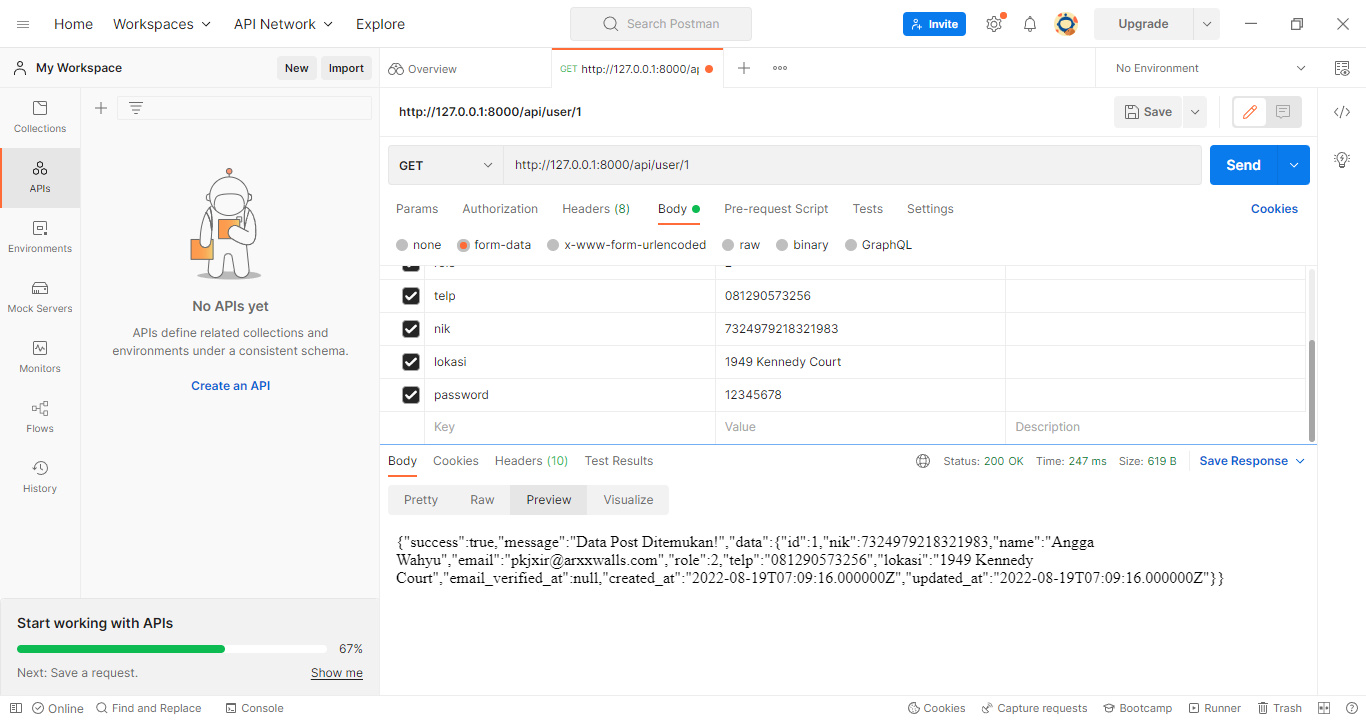 Home Workspaces API Network Explore Search Postman Invite Upgrade
My Workspace New Import Overview GET http://127.0.0.1:8000/ap No Environment
http://127.0.0.1:8000/api/user/1 Save
Collections
GET http://127.0.0.1:8000/api/user/1 Send
APIs
Params Authorization Headers (8) Body Pre-request Script Tests Settings Cookies
Environments
none form-data x-www-form-urlencoded raw binary GraphQL
Mock Servers
No APIs yet
APIs define related collections and
environments under a consistent schema.
Create an API
Monitors
Flows
History
telp 081290573256
nik 7324979218321983
lokasi 1949 Kennedy Court
password 12345678
Key Value Description
Body Cookies Headers (10) Test Results Status: 200 OK Time: 247 ms Size: 619 B Save Response
Pretty Raw Preview Visualize
{"success":true,"message":"Data Post Ditemukan!","data":{"id":1,"nik":7324979218321983,"name":"Angga
Wahyu","email":"pkjxir@arxxwalls.com","role":2,"telp":"081290573256","lokasi":"1949 Kennedy
Court","email_verified_at":null,"created_at":"2022-08-19T07:09:16.000000Z","updated_at":"2022-08-19T07:09:16.000000Z"}}
Start working with APIs
67%
Next: Save a request. Show me
Online Find and Replace Console Cookies Capture requests Bootcamp Runner Trash